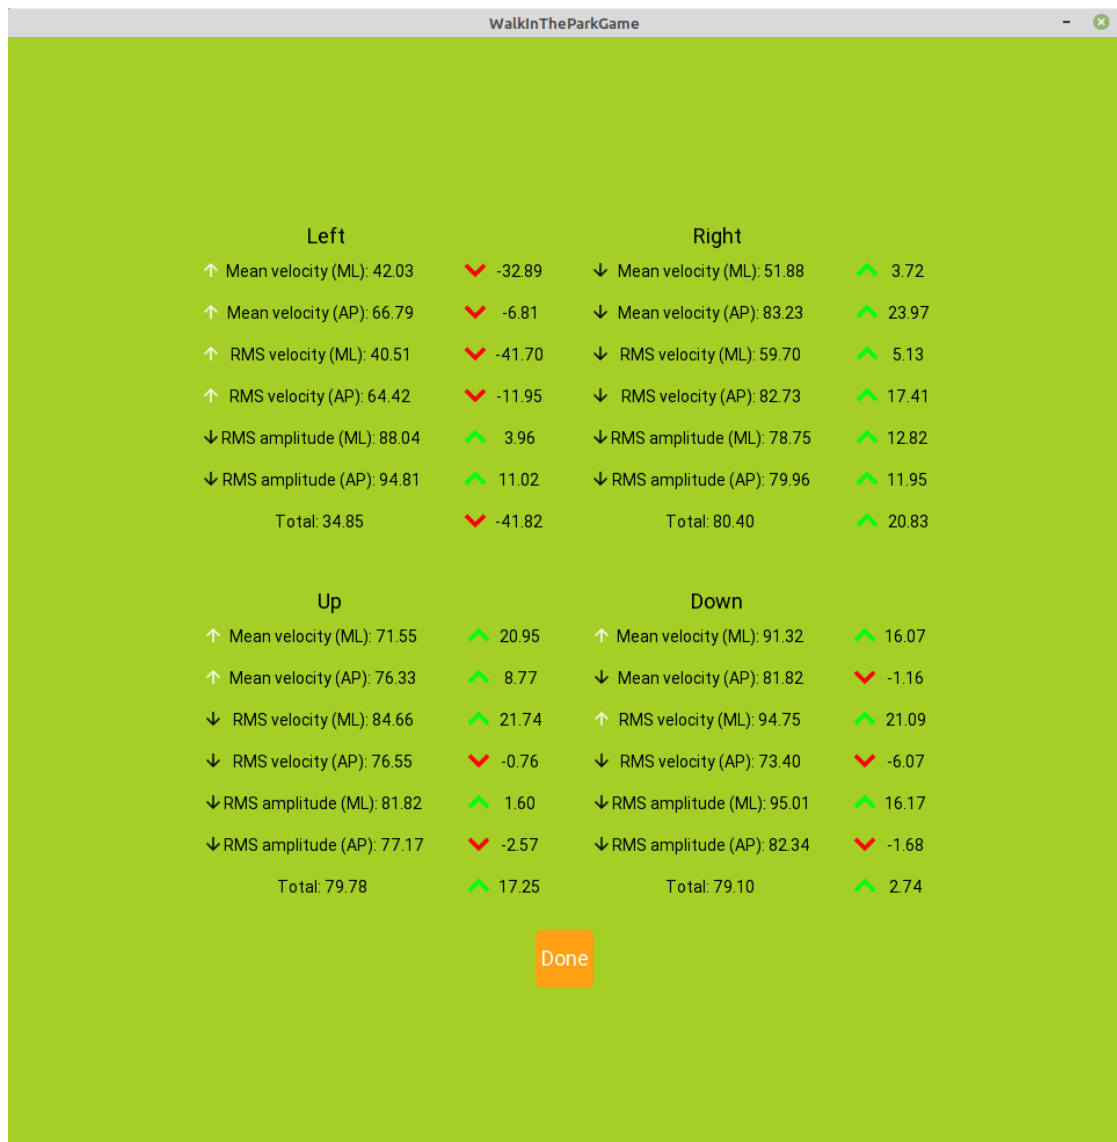 WalkInTheParkGame
Left
Mean velocity (ML): 42.03 -32.89
Mean velocity (AP): 66.79 -6.81
RMS velocity (ML): 40.51 -41.70
RMS velocity (AP): 64.42 -11.95
RMS amplitude (ML): 88.04 3.96
RMS amplitude (AP): 94.81 11.02
Total: 34.85 -41.82
Right
Mean velocity (ML): 51.88 3.72
Mean velocity (AP): 83.23 23.97
RMS velocity (ML): 59.70 5.13
RMS velocity (AP): 82.73 17.41
RMS amplitude (ML): 78.75 12.82
RMS amplitude (AP): 79.96 11.95
Total: 80.40 20.83
Up
Mean velocity (ML): 71.55 20.95
Mean velocity (AP): 76.33 8.77
RMS velocity (ML): 84.66 21.74
RMS velocity (AP): 76.55 -0.76
RMS amplitude (ML): 81.82 1.60
RMS amplitude (AP): 77.17 -2.57
Total: 79.78 17.25
Down
Mean velocity (ML): 91.32 16.07
Mean velocity (AP): 81.82 -1.16
RMS velocity (ML): 94.75 21.09
RMS velocity (AP): 73.40 -6.07
RMS amplitude (ML): 95.01 16.17
RMS amplitude (AP): 82.34 -1.68
Total: 79.10 2.74
Done